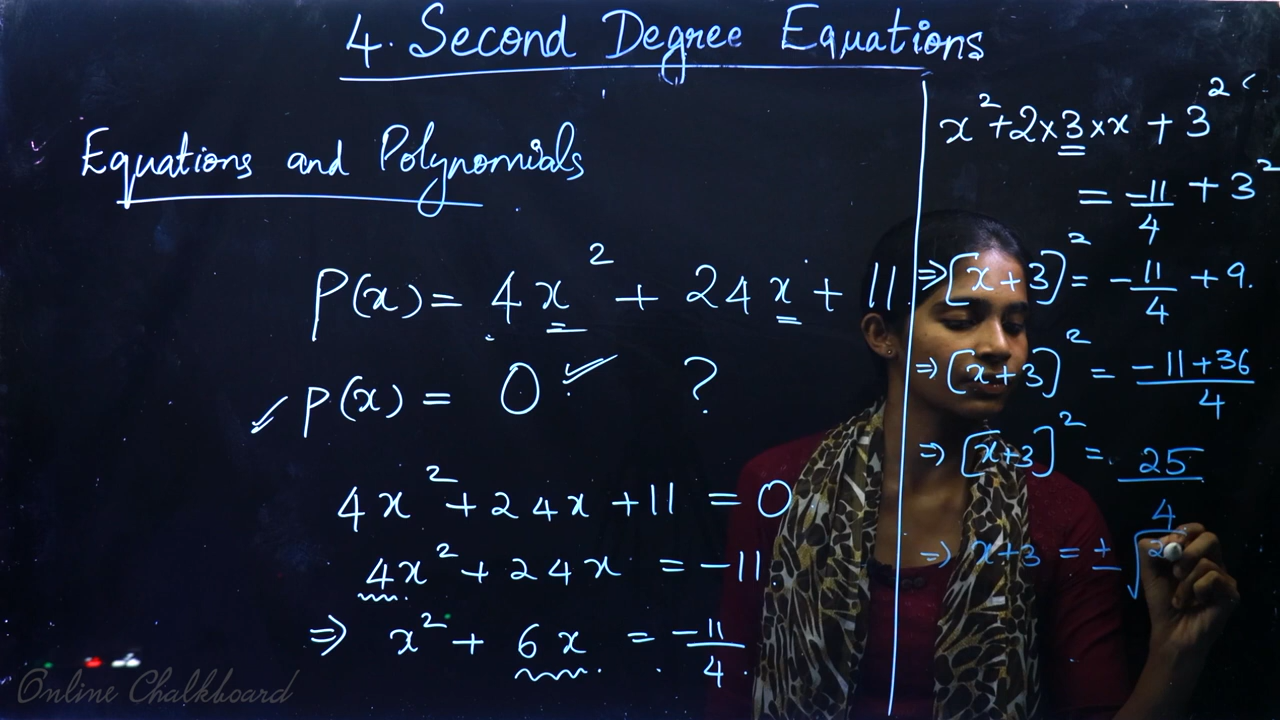 4. Second Degree Equations
Equations and Polynomials
P(x) = 4x² + 24x + 11
P(x) = 0 ?
4x² + 24x + 11 = 0
4x² + 24x = -11
⇒ x² + 6x = -11/4
x² + 2×3×x + 3²
= -11/4 + 3²
⇒ [x+3]² = -11/4 + 9.
⇒ [x+3]² = (-11+36)/4
⇒ [x+3]² = 25/4
⇒ x+3 = ± √2
Online Chalkboard